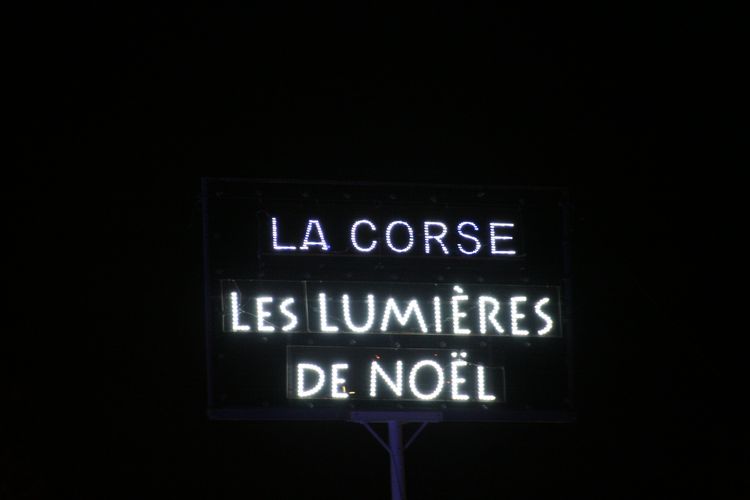 LA CORSE
LES LUMIÈRES
DE NOËL